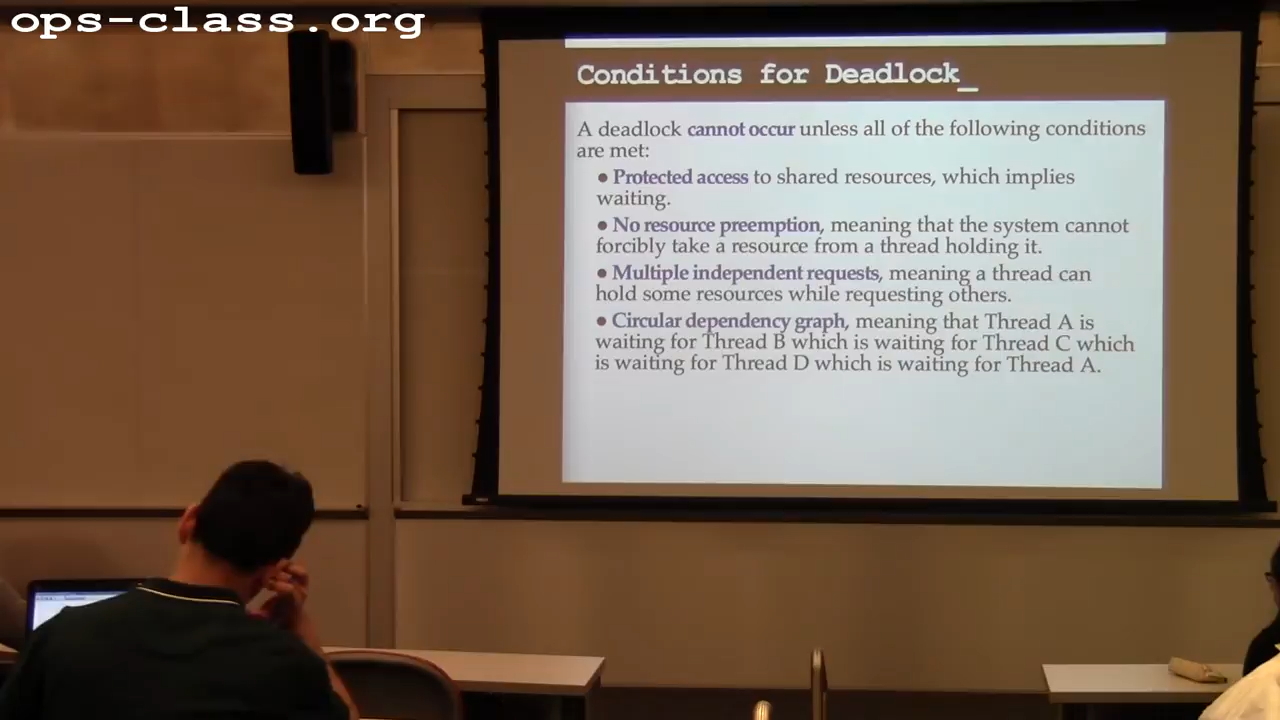 ops-class.org
Conditions for Deadlock_
A deadlock cannot occur unless all of the following conditions
are met:
● Protected access to shared resources, which implies
waiting.
● No resource preemption, meaning that the system cannot
forcibly take a resource from a thread holding it.
● Multiple independent requests, meaning a thread can
hold some resources while requesting others.
● Circular dependency graph, meaning that Thread A is
waiting for Thread B which is waiting for Thread C which
is waiting for Thread D which is waiting for Thread A.